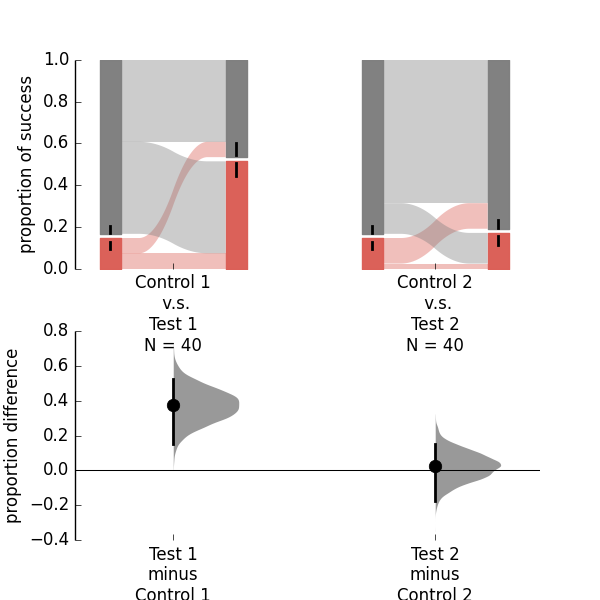 1.0
0.8
0.6
0.4
0.2
0.0
proportion of success
Control 1
v.s.
Test 1
N = 40
Control 2
v.s.
Test 2
N = 40
0.8
0.6
0.4
0.2
0.0
−0.2
−0.4
proportion difference
Test 1
minus
Control 1
Test 2
minus
Control 2